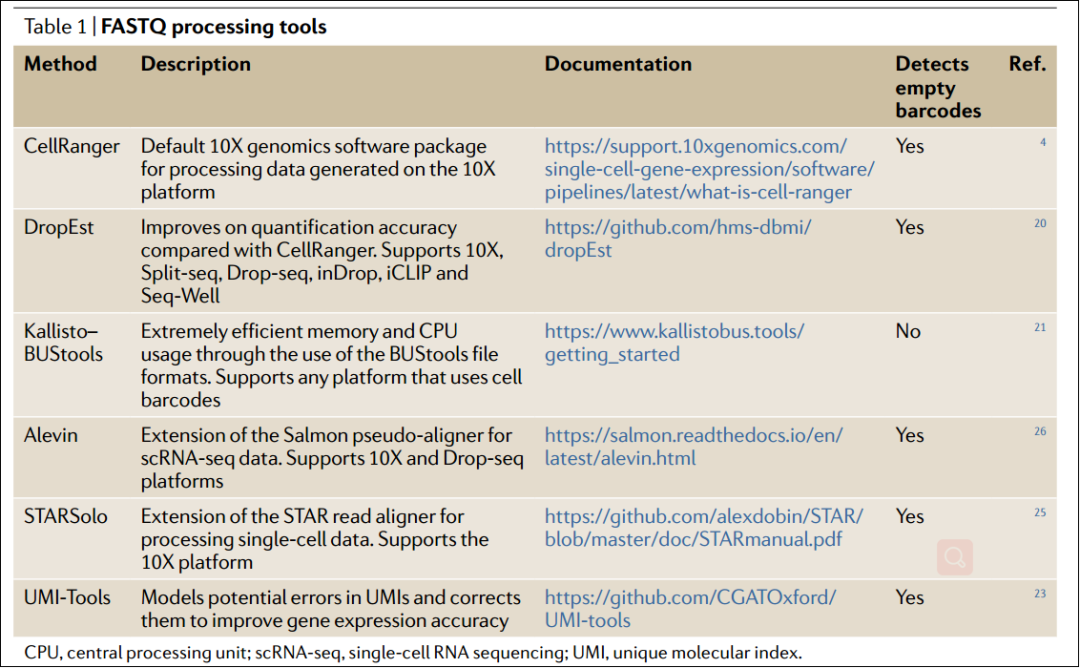 Table 1 | FASTQ processing tools
Method Description Documentation Detects empty barcodes Ref.
CellRanger Default 10X genomics software package https://support.10xgenomics.com/ Yes 4
for processing data generated on the 10X single-cell-gene-expression/software/
platform pipelines/latest/what-is-cell-ranger
DropEst Improves on quantification accuracy https://github.com/hms-dbmi/ Yes 20
compared with CellRanger. Supports 10X, dropEst
Split-seq, Drop-seq, inDrop, iCLIP and
Seq-Well
Kallisto– Extremely efficient memory and CPU https://www.kallistobus.tools/ No 21
BUStools usage through the use of the BUStools file getting_started
formats. Supports any platform that uses cell
barcodes
Alevin Extension of the Salmon pseudo-aligner for https://salmon.readthedocs.io/en/ Yes 26
scRNA-seq data. Supports 10X and Drop-seq latest/alevin.html
platforms
STARSolo Extension of the STAR read aligner for https://github.com/alexdobin/STAR/ Yes 25
processing single-cell data. Supports the blob/master/doc/STARmanual.pdf
10X platform
UMI-Tools Models potential errors in UMIs and corrects https://github.com/CGATOxford/ Yes 23
them to improve gene expression accuracy UMI-tools
CPU, central processing unit; scRNA-seq, single-cell RNA sequencing; UMI, unique molecular index.